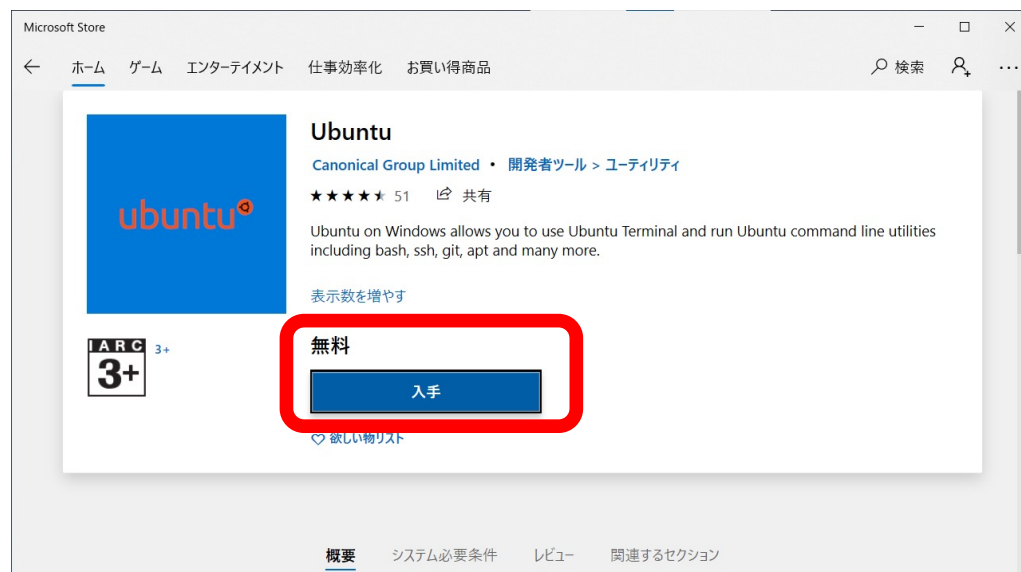 Microsoft Store
ホーム ゲーム エンターテイメント 仕事効率化 お買い得商品 検索
ubuntu
Ubuntu
Canonical Group Limited • 開発者ツール > ユーティリティ
51 共有
Ubuntu on Windows allows you to use Ubuntu Terminal and run Ubuntu command line utilities
including bash, ssh, git, apt and many more.
表示数を増やす
IARC
3+
3+
無料
入手
欲しい物リスト
概要 システム必要条件 レビュー 関連するセクション